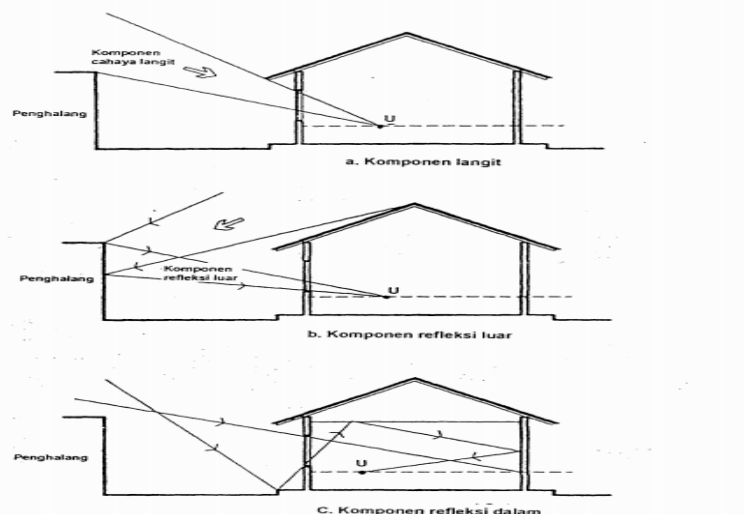 Komponen
cahaya langit
Penghalang
U
a. Komponen langit
Penghalang
Komponen
refleksi luar
U
b. Komponen refleksi luar
Penghalang
U
C. Komponen refleksi dalam